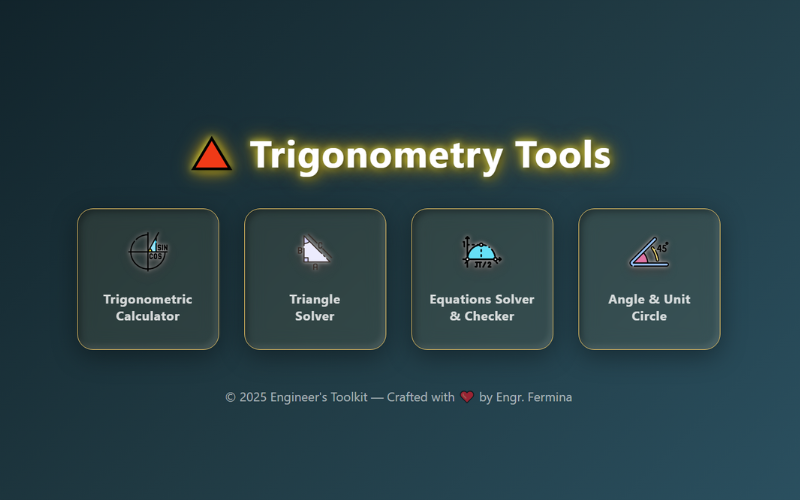 Trigonometry Tools
SIN
COS
Trigonometric
Calculator
Triangle
Solver
1
π/2
Equations Solver
& Checker
45°
Angle & Unit
Circle
© 2025 Engineer's Toolkit — Crafted with ❤ by Engr. Fermina